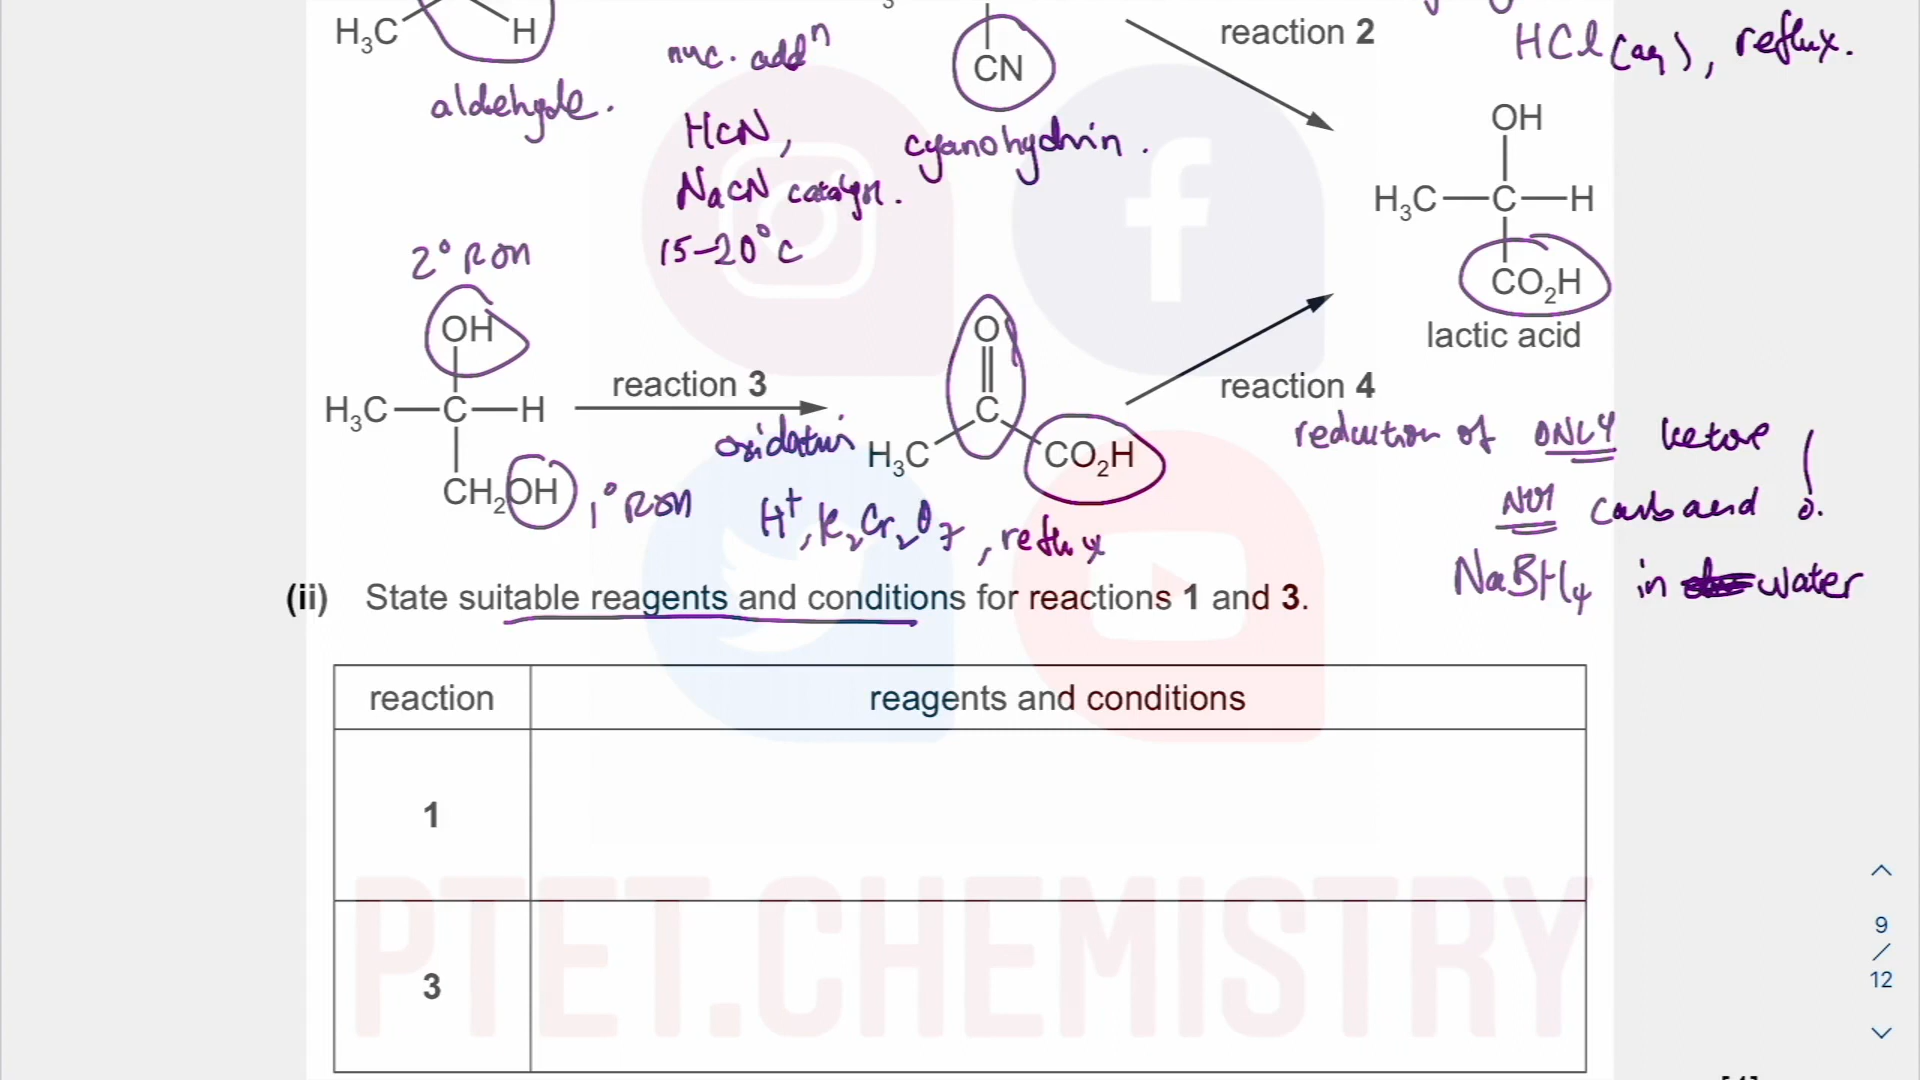 H₃C H
aldehyde.
nuc. addⁿ
HCN,
NaCN catalyst.
15–20°C
CN
cyanohydrin.
reaction 2
HCl(aq), reflux.
OH
H₃C—C—H
CO₂H
lactic acid
2° ROH
OH
H₃C—C—H
CH₂OH
1° ROH
reaction 3
oxidation
H⁺, K₂Cr₂O₇, reflux
O
C
H₃C CO₂H
reaction 4
reduction of ONLY ketone
NOT carb acid !
NaBH₄ in water
(ii) State suitable reagents and conditions for reactions 1 and 3.
reaction reagents and conditions
1
3
PTET.CHEMISTRY
9
/
12